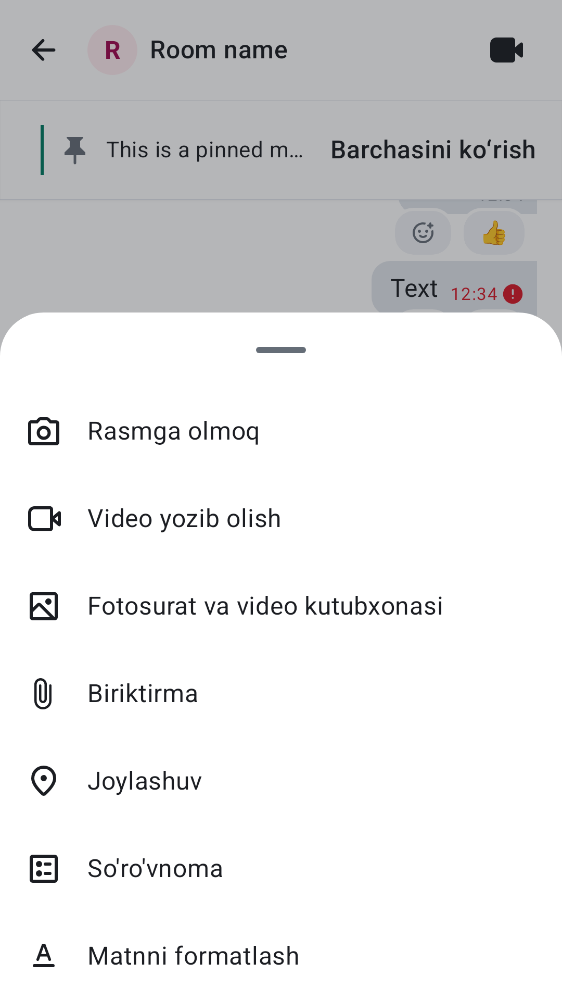 R Room name
This is a pinned m... Barchasini koʻrish
Text 12:34
Rasmga olmoq
Video yozib olish
Fotosurat va video kutubxonasi
Biriktirma
Joylashuv
So'ro'vnoma
Matnni formatlash